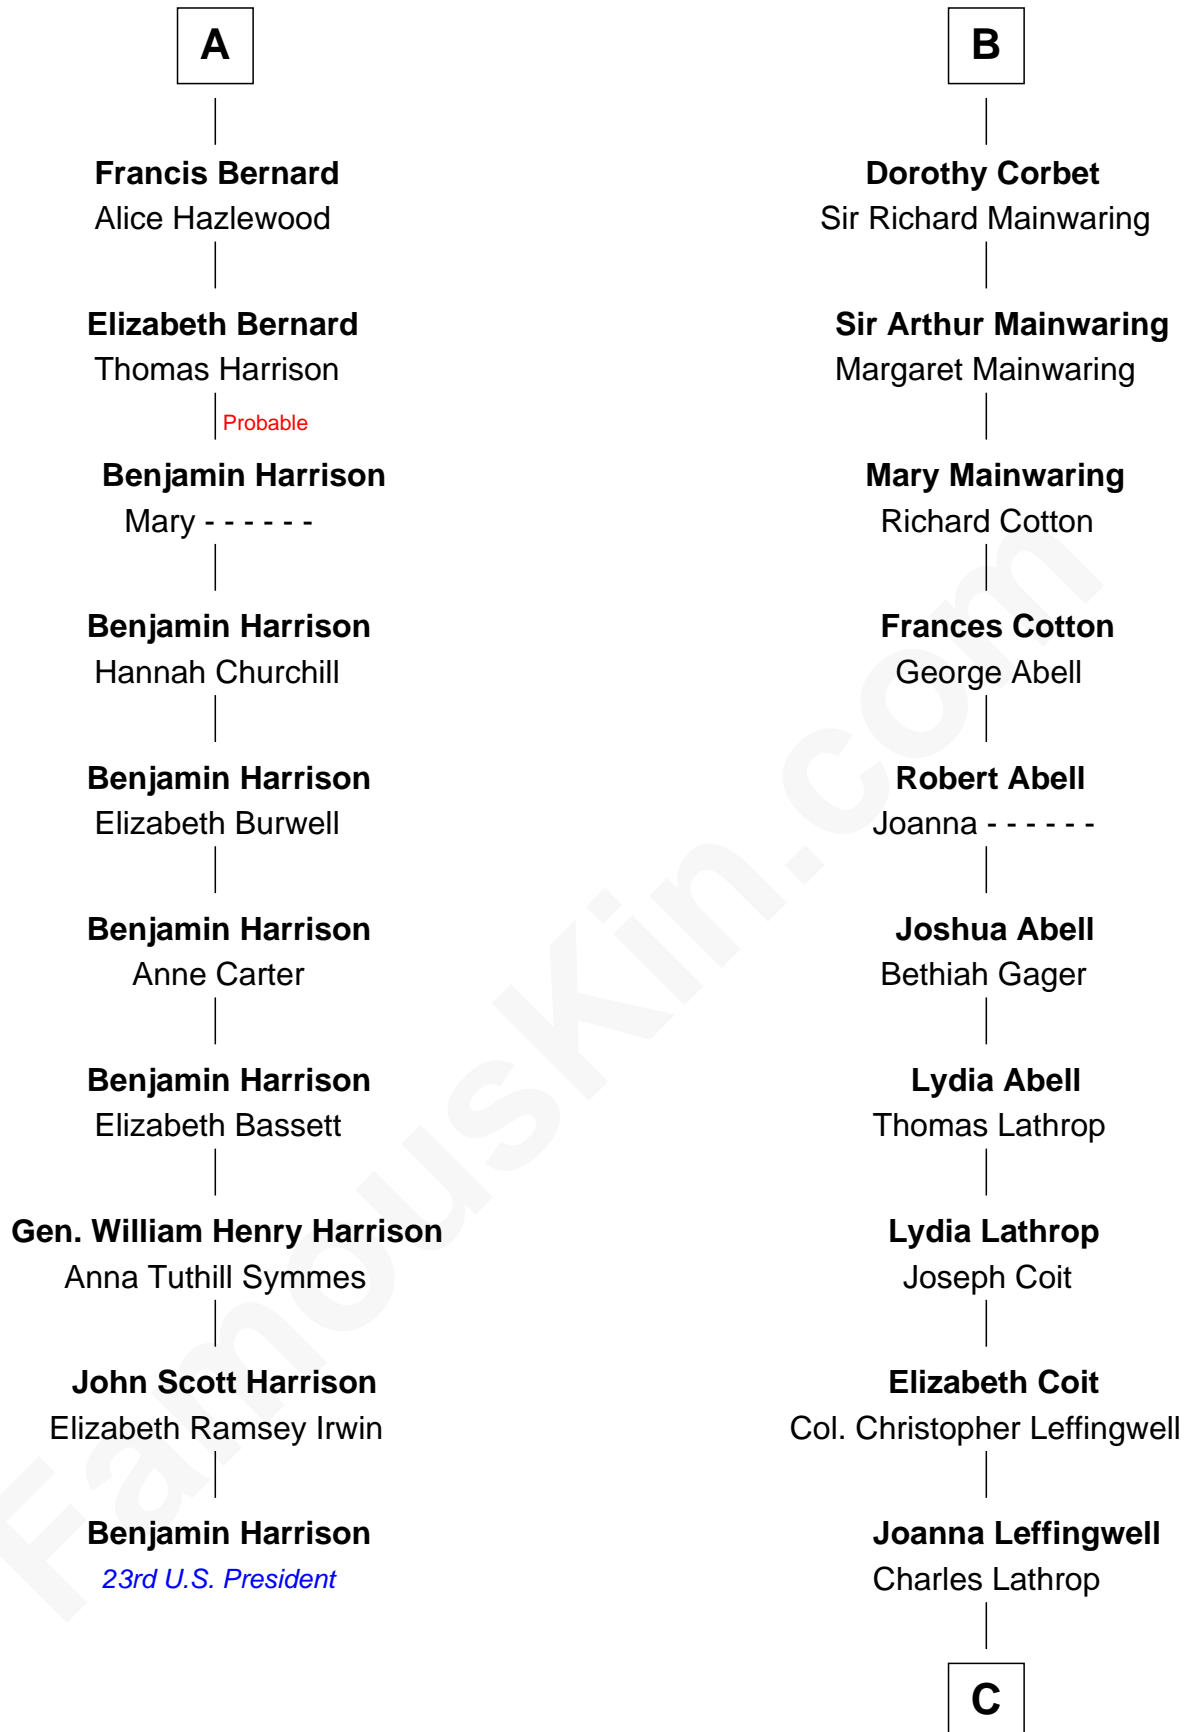 A
Francis Bernard
Alice Hazlewood
Elizabeth Bernard
Thomas Harrison
Probable
Benjamin Harrison
Mary - - - - - -
Benjamin Harrison
Hannah Churchill
Benjamin Harrison
Elizabeth Burwell
Benjamin Harrison
Anne Carter
Benjamin Harrison
Elizabeth Bassett
Gen. William Henry Harrison
Anna Tuthill Symmes
John Scott Harrison
Elizabeth Ramsey Irwin
Benjamin Harrison
23rd U.S. President
B
Dorothy Corbet
Sir Richard Mainwaring
Sir Arthur Mainwaring
Margaret Mainwaring
Mary Mainwaring
Richard Cotton
Frances Cotton
George Abell
Robert Abell
Joanna - - - - - -
Joshua Abell
Bethiah Gager
Lydia Abell
Thomas Lathrop
Lydia Lathrop
Joseph Coit
Elizabeth Coit
Col. Christopher Leffingwell
Joanna Leffingwell
Charles Lathrop
C
FamousKin.com